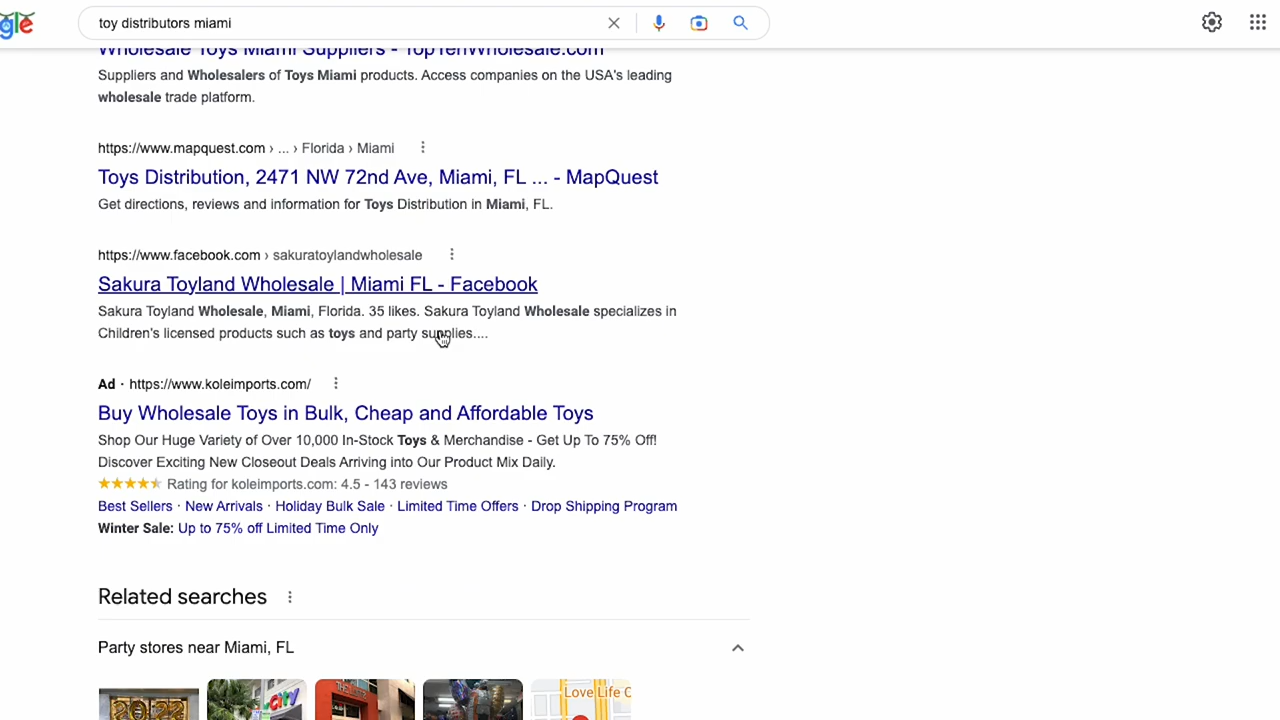 gle
toy distributors miami
Wholesale Toys Miami Suppliers - TopTenWholesale.com
Suppliers and Wholesalers of Toys Miami products. Access companies on the USA's leading
wholesale trade platform.
https://www.mapquest.com › ... › Florida › Miami
Toys Distribution, 2471 NW 72nd Ave, Miami, FL ... - MapQuest
Get directions, reviews and information for Toys Distribution in Miami, FL.
https://www.facebook.com › sakuratoylandwholesale
Sakura Toyland Wholesale | Miami FL - Facebook
Sakura Toyland Wholesale, Miami, Florida. 35 likes. Sakura Toyland Wholesale specializes in
Children's licensed products such as toys and party supplies....
Ad · https://www.koleimports.com/
Buy Wholesale Toys in Bulk, Cheap and Affordable Toys
Shop Our Huge Variety of Over 10,000 In-Stock Toys & Merchandise - Get Up To 75% Off!
Discover Exciting New Closeout Deals Arriving into Our Product Mix Daily.
Rating for koleimports.com: 4.5 - 143 reviews
Best Sellers · New Arrivals · Holiday Bulk Sale · Limited Time Offers · Drop Shipping Program
Winter Sale: Up to 75% off Limited Time Only
Related searches
Party stores near Miami, FL
2022
City
Love Life C